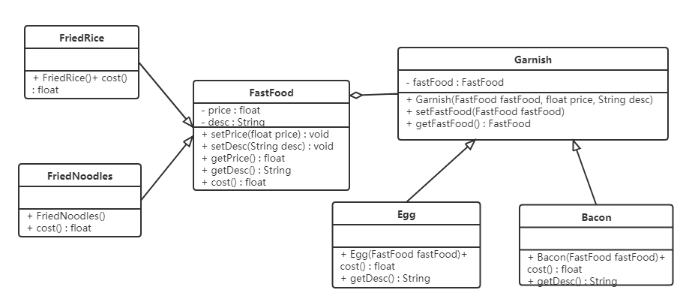 FriedRice
+ FriedRice()+ cost()
: float
FastFood
- price : float
- desc : String
+ setPrice(float price) : void
+ setDesc(String desc) : void
+ getPrice() : float
+ getDesc() : String
+ cost() : float
Garnish
- fastFood : FastFood
+ Garnish(FastFood fastFood, float price, String desc)
+ setFastFood(FastFood fastFood)
+ getFastFood() : FastFood
FriedNoodles
+ FriedNoodles()
+ cost() : float
Egg
+ Egg(FastFood fastFood)+
cost() : float
+ getDesc() : String
Bacon
+ Bacon(FastFood fastFood)+
cost() : float
+ getDesc() : String